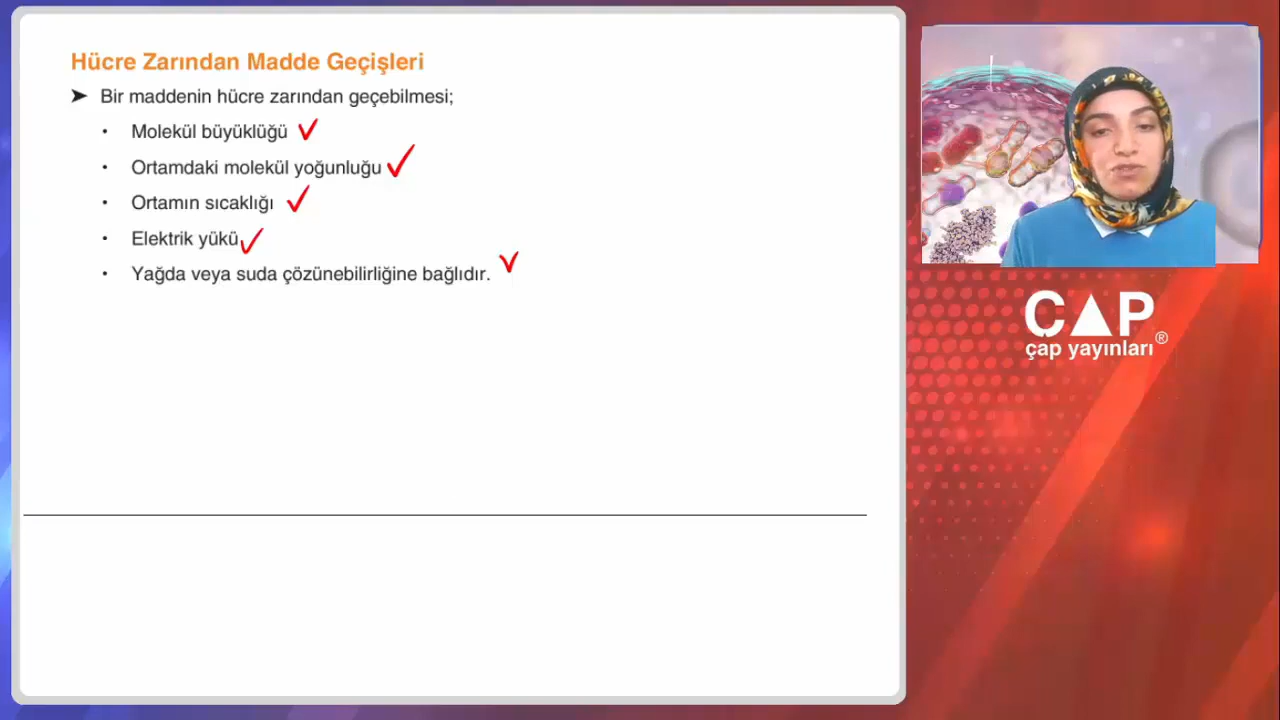 Hücre Zarından Madde Geçişleri
➤ Bir maddenin hücre zarından geçebilmesi;
• Molekül büyüklüğü
• Ortamdaki molekül yoğunluğu
• Ortamın sıcaklığı
• Elektrik yükü
• Yağda veya suda çözünebilirliğine bağlıdır.
ÇAP
çap yayınları®